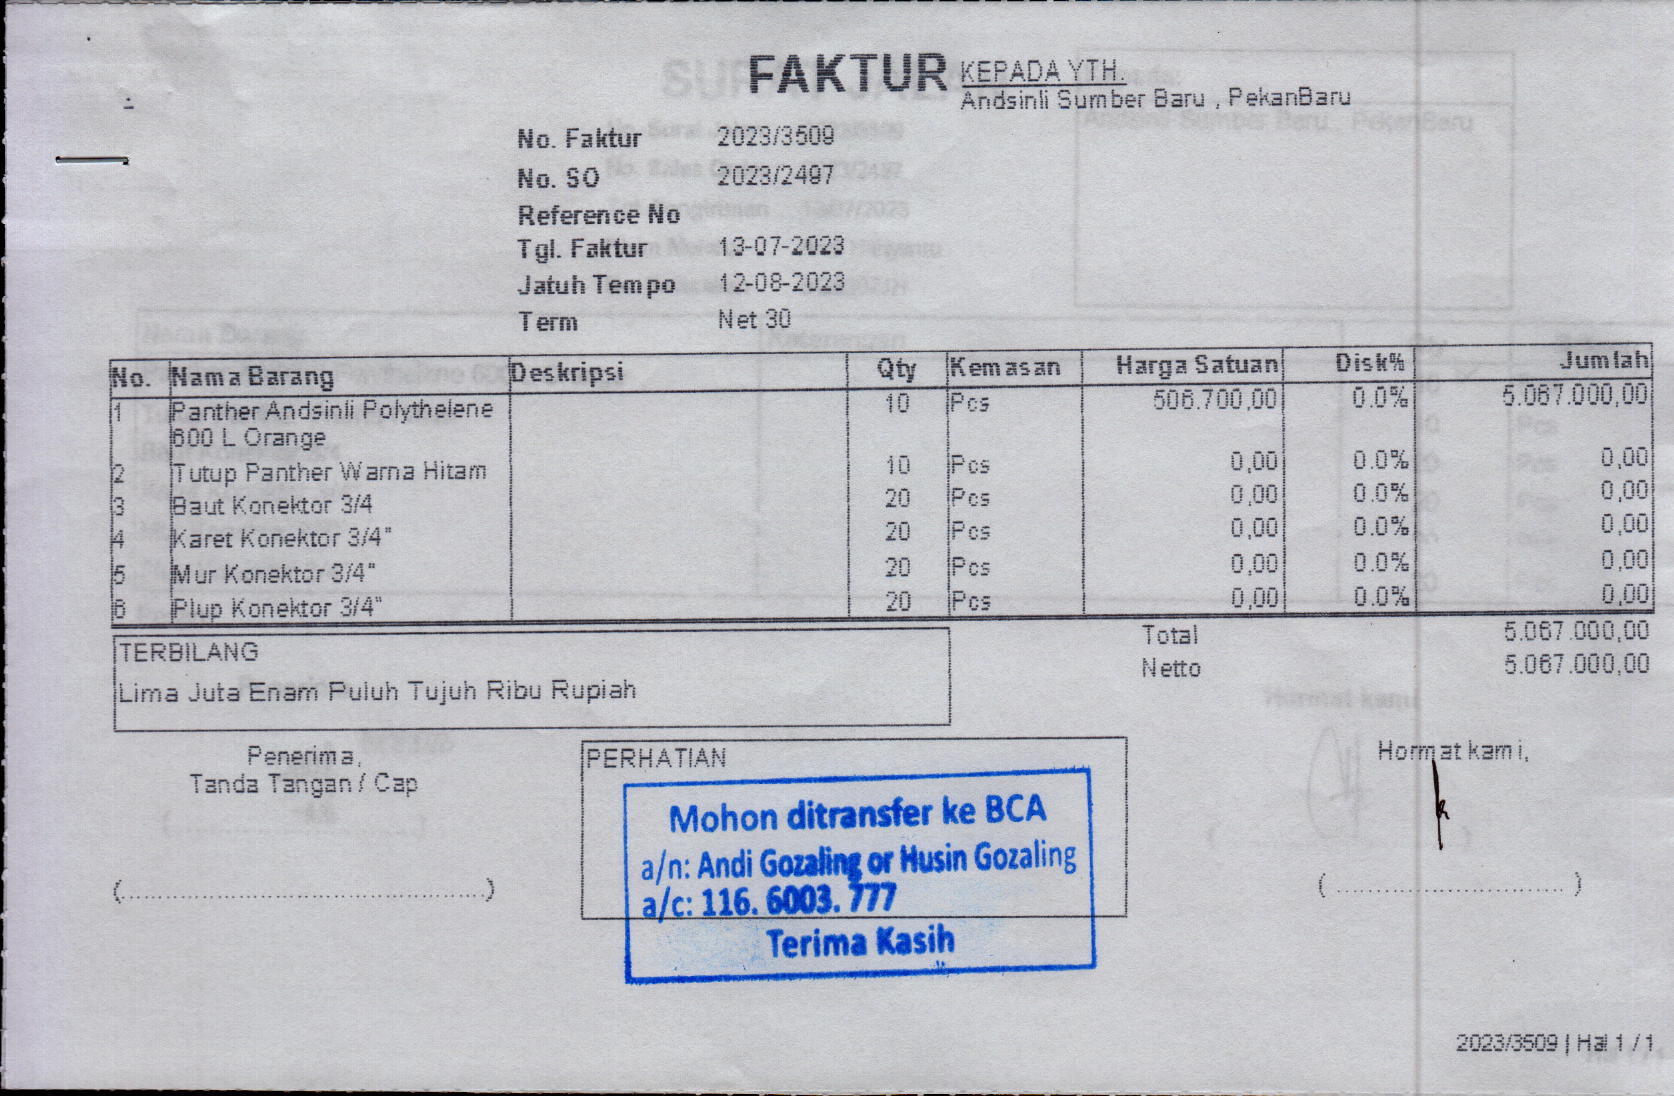 FAKTUR
KEPADA YTH.
Andsinli Sumber Baru , PekanBaru
No. Faktur 2023/3509
No. SO 2023/2497
Reference No
Tgl. Faktur 13-07-2023
Jatuh Tempo 12-08-2023
Term Net 30
No. Nama Barang Deskripsi Qty Kemasan Harga Satuan Disk% Jumlah
1 Panther Andsinli Polythelene 10 Pcs 506.700,00 0.0% 5.067.000,00
600 L Orange
2 Tutup Panther Warna Hitam 10 Pcs 0,00 0.0% 0,00
3 Baut Konektor 3/4 20 Pcs 0,00 0.0% 0,00
4 Karet Konektor 3/4" 20 Pcs 0,00 0.0% 0,00
5 Mur Konektor 3/4" 20 Pcs 0,00 0.0% 0,00
6 Plup Konektor 3/4" 20 Pcs 0,00 0.0% 0,00
Total 5.067.000,00
Netto 5.067.000,00
TERBILANG
Lima Juta Enam Puluh Tujuh Ribu Rupiah
Penerima,
Tanda Tangan / Cap
PERHATIAN
Mohon ditransfer ke BCA
a/n: Andi Gozaling or Husin Gozaling
a/c: 116. 6003. 777
Terima Kasih
Hormat kami,
(..........................................)
( ............................ )
2023/3509 | Hal 1 / 1